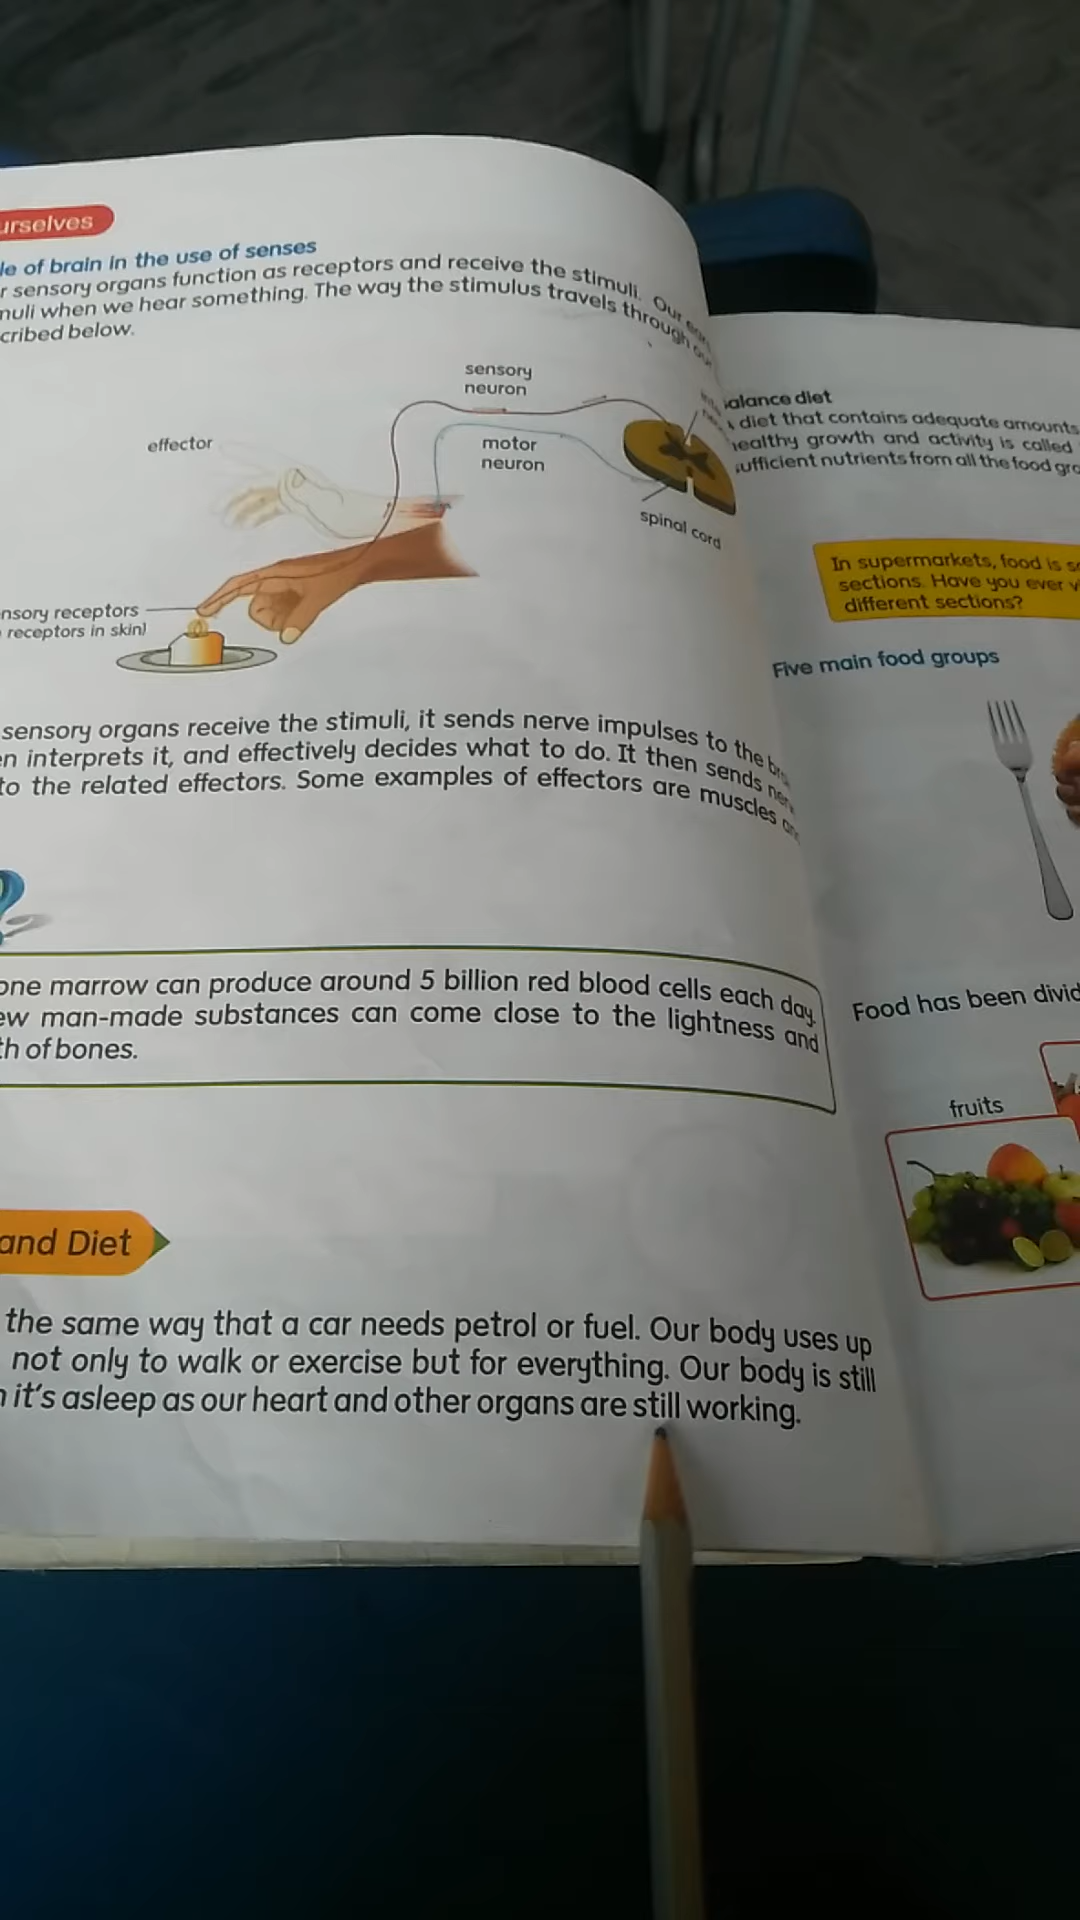 urselves
le of brain in the use of senses
r sensory organs function as receptors and receive the stimuli. Our ears
muli when we hear something. The way the stimulus travels through our
cribed below.
sensory
neuron
effector
motor
neuron
spinal cord
nsory receptors
receptors in skin)
sensory organs receive the stimuli, it sends nerve impulses to the
n interprets it, and effectively decides what to do. It then sends
to the related effectors. Some examples of effectors are muscles
one marrow can produce around 5 billion red blood cells each day.
ew man-made substances can come close to the lightness and
th of bones.
and Diet
the same way that a car needs petrol or fuel. Our body uses up
not only to walk or exercise but for everything. Our body is still
n it's asleep as our heart and other organs are still working.
alance diet
diet that contains adequate amounts
healthy growth and activity is called
sufficient nutrients from all the food gro
In supermarkets, food is s
sections. Have you ever v
different sections?
Five main food groups
Food has been divid
fruits